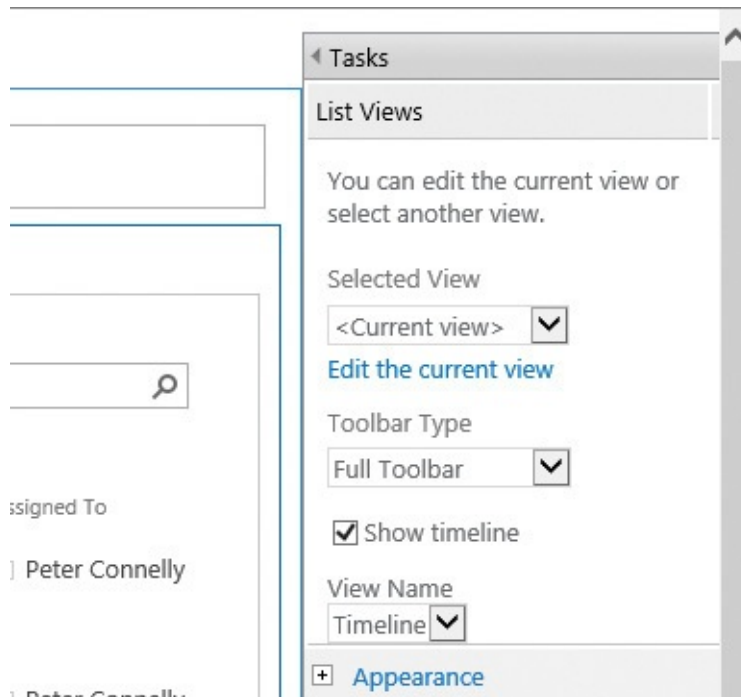 Tasks
List Views
You can edit the current view or
select another view.
Selected View
<Current view>
Edit the current view
Toolbar Type
Full Toolbar
ssigned To
Show timeline
Peter Connelly
View Name
Timeline
Appearance